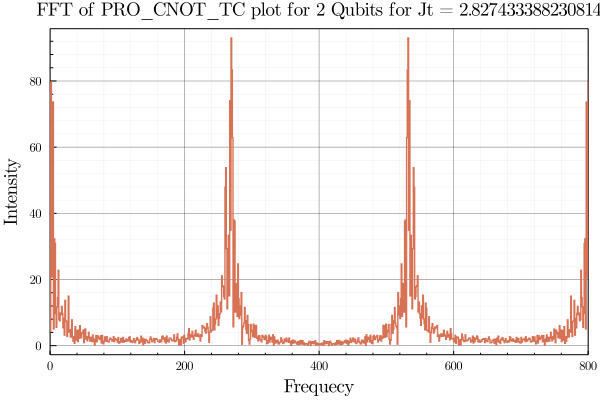 FFT of PRO_CNOT_TC plot for 2 Qubits for Jt = 2.827433388230814
80
60
40
20
0
Intensity
0 200 400 600 800
Frequecy